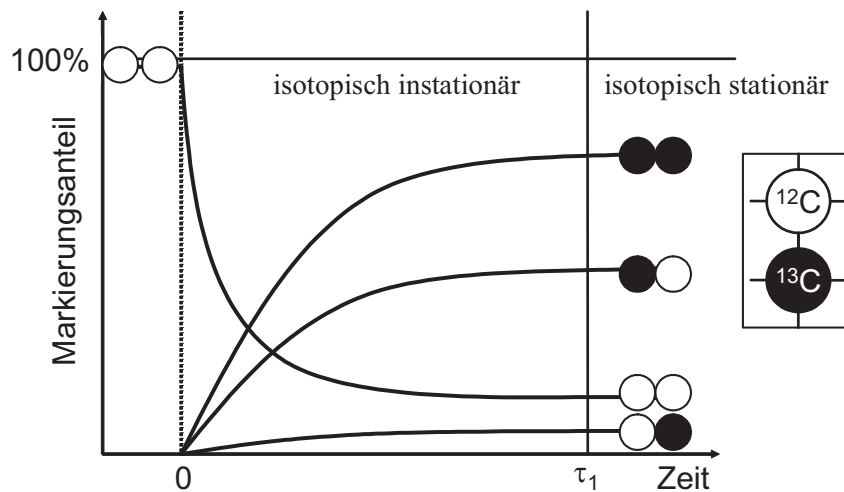 100%
isotopisch instationär
isotopisch stationär
Markierungsanteil
¹²C
¹³C
0
τ₁
Zeit